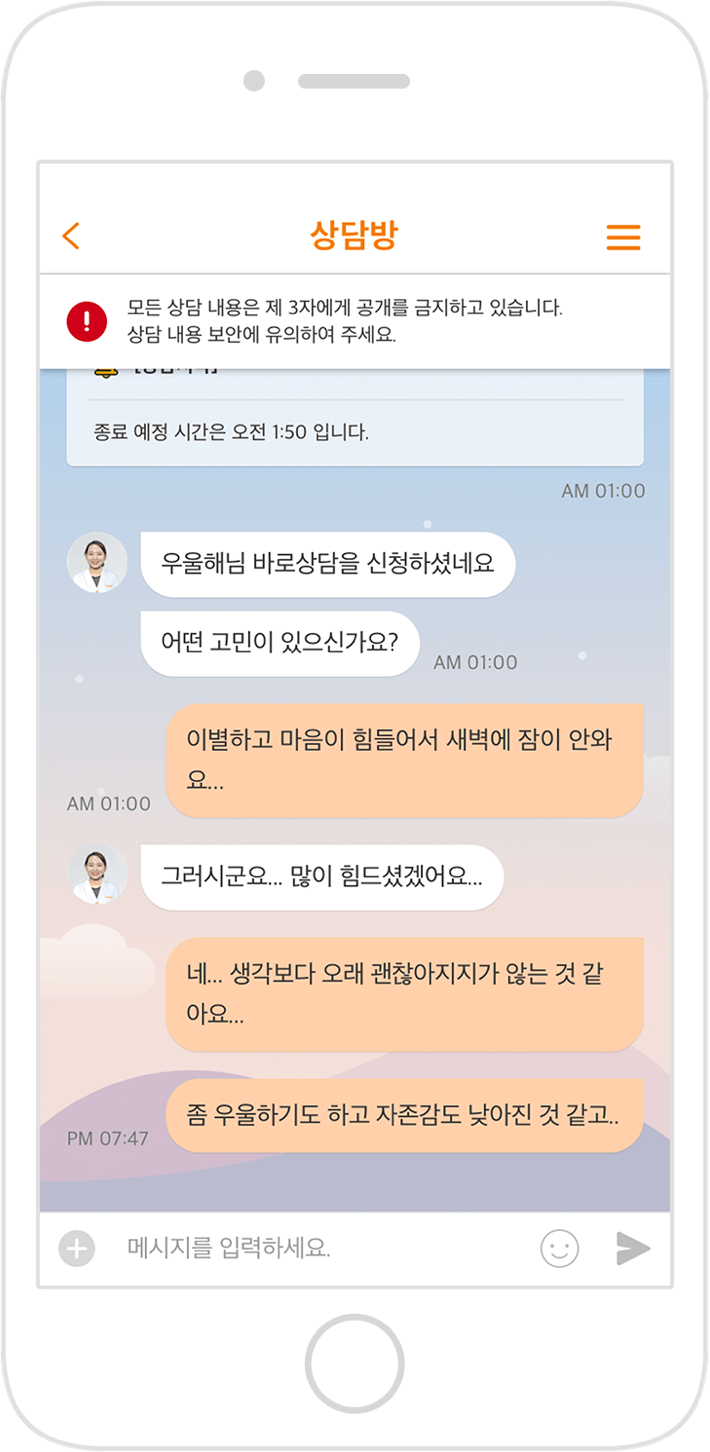 상담방
모든 상담 내용은 제 3자에게 공개를 금지하고 있습니다.
상담 내용 보안에 유의하여 주세요.
종료 예정 시간은 오전 1:50 입니다.
AM 01:00
우울해님 바로상담을 신청하셨네요
어떤 고민이 있으신가요?
AM 01:00
이별하고 마음이 힘들어서 새벽에 잠이 안와
요...
AM 01:00
그러시군요... 많이 힘드셨겠어요...
네... 생각보다 오래 괜찮아지지가 않는 것 같
아요...
좀 우울하기도 하고 자존감도 낮아진 것 같고..
PM 07:47
메시지를 입력하세요.